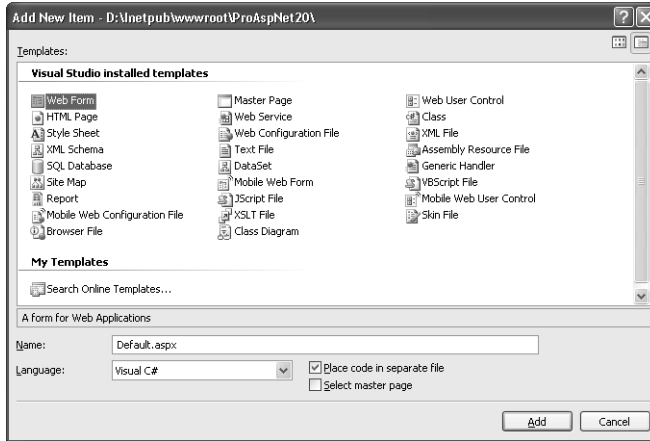 Add New Item - D:\Inetpub\wwwroot\ProAspNet20\
Templates:
Visual Studio installed templates
Web Form Master Page Web User Control
HTML Page Web Service Class
Style Sheet Web Configuration File XML File
XML Schema Text File Assembly Resource File
SQL Database DataSet Generic Handler
Site Map Mobile Web Form VBScript File
Report JScript File Mobile Web User Control
Mobile Web Configuration File XSLT File Skin File
Browser File Class Diagram
My Templates
Search Online Templates...
A form for Web Applications
Name: Default.aspx
Language: Visual C# Place code in separate file
Select master page
Add Cancel